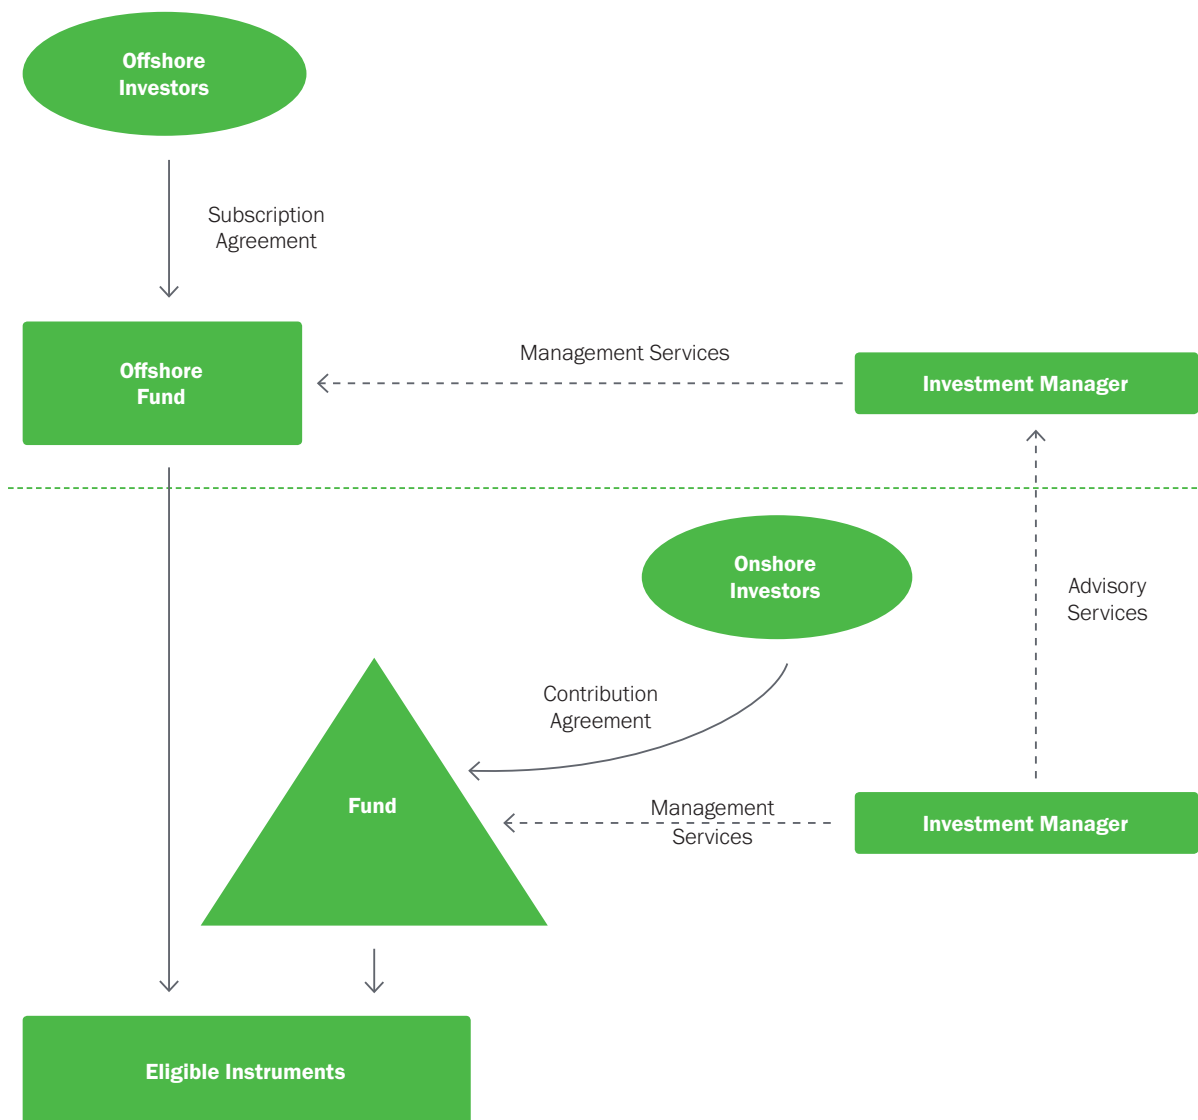 Offshore
Investors
Subscription
Agreement
Offshore
Fund
Management Services
Investment Manager
Onshore
Investors
Advisory
Services
Contribution
Agreement
Fund
Management
Services
Investment Manager
Eligible Instruments